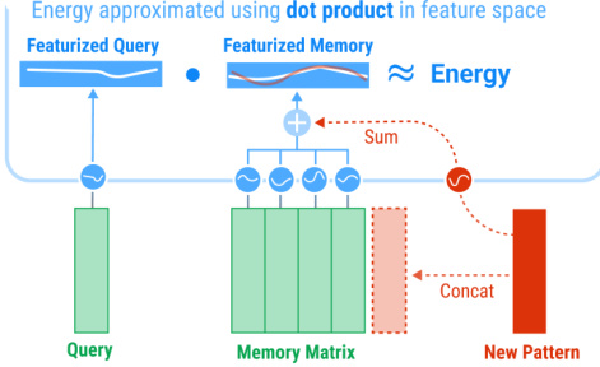 Energy approximated using dot product in feature space
Featurized Query
Featurized Memory
≈ Energy
Sum
Concat
Query
Memory Matrix
New Pattern